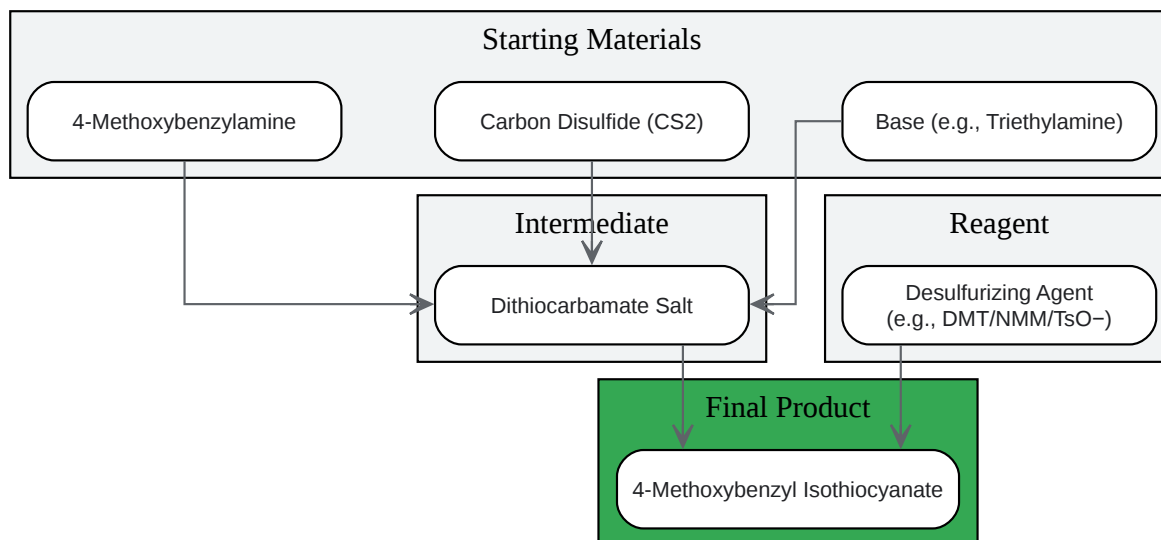 Starting Materials
4-Methoxybenzylamine
Carbon Disulfide (CS2)
Base (e.g., Triethylamine)
Intermediate
Reagent
Dithiocarbamate Salt
Desulfurizing Agent
(e.g., DMT/NMM/TsO−)
Final Product
4-Methoxybenzyl Isothiocyanate